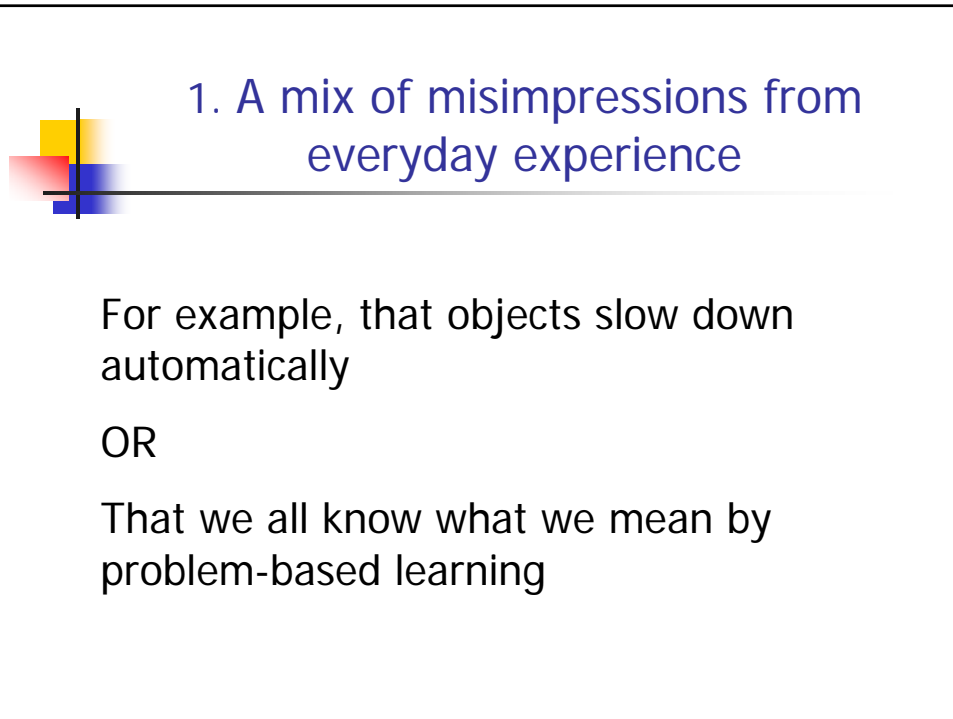 1. A mix of misimpressions from
everyday experience
For example, that objects slow down
automatically
OR
That we all know what we mean by
problem-based learning